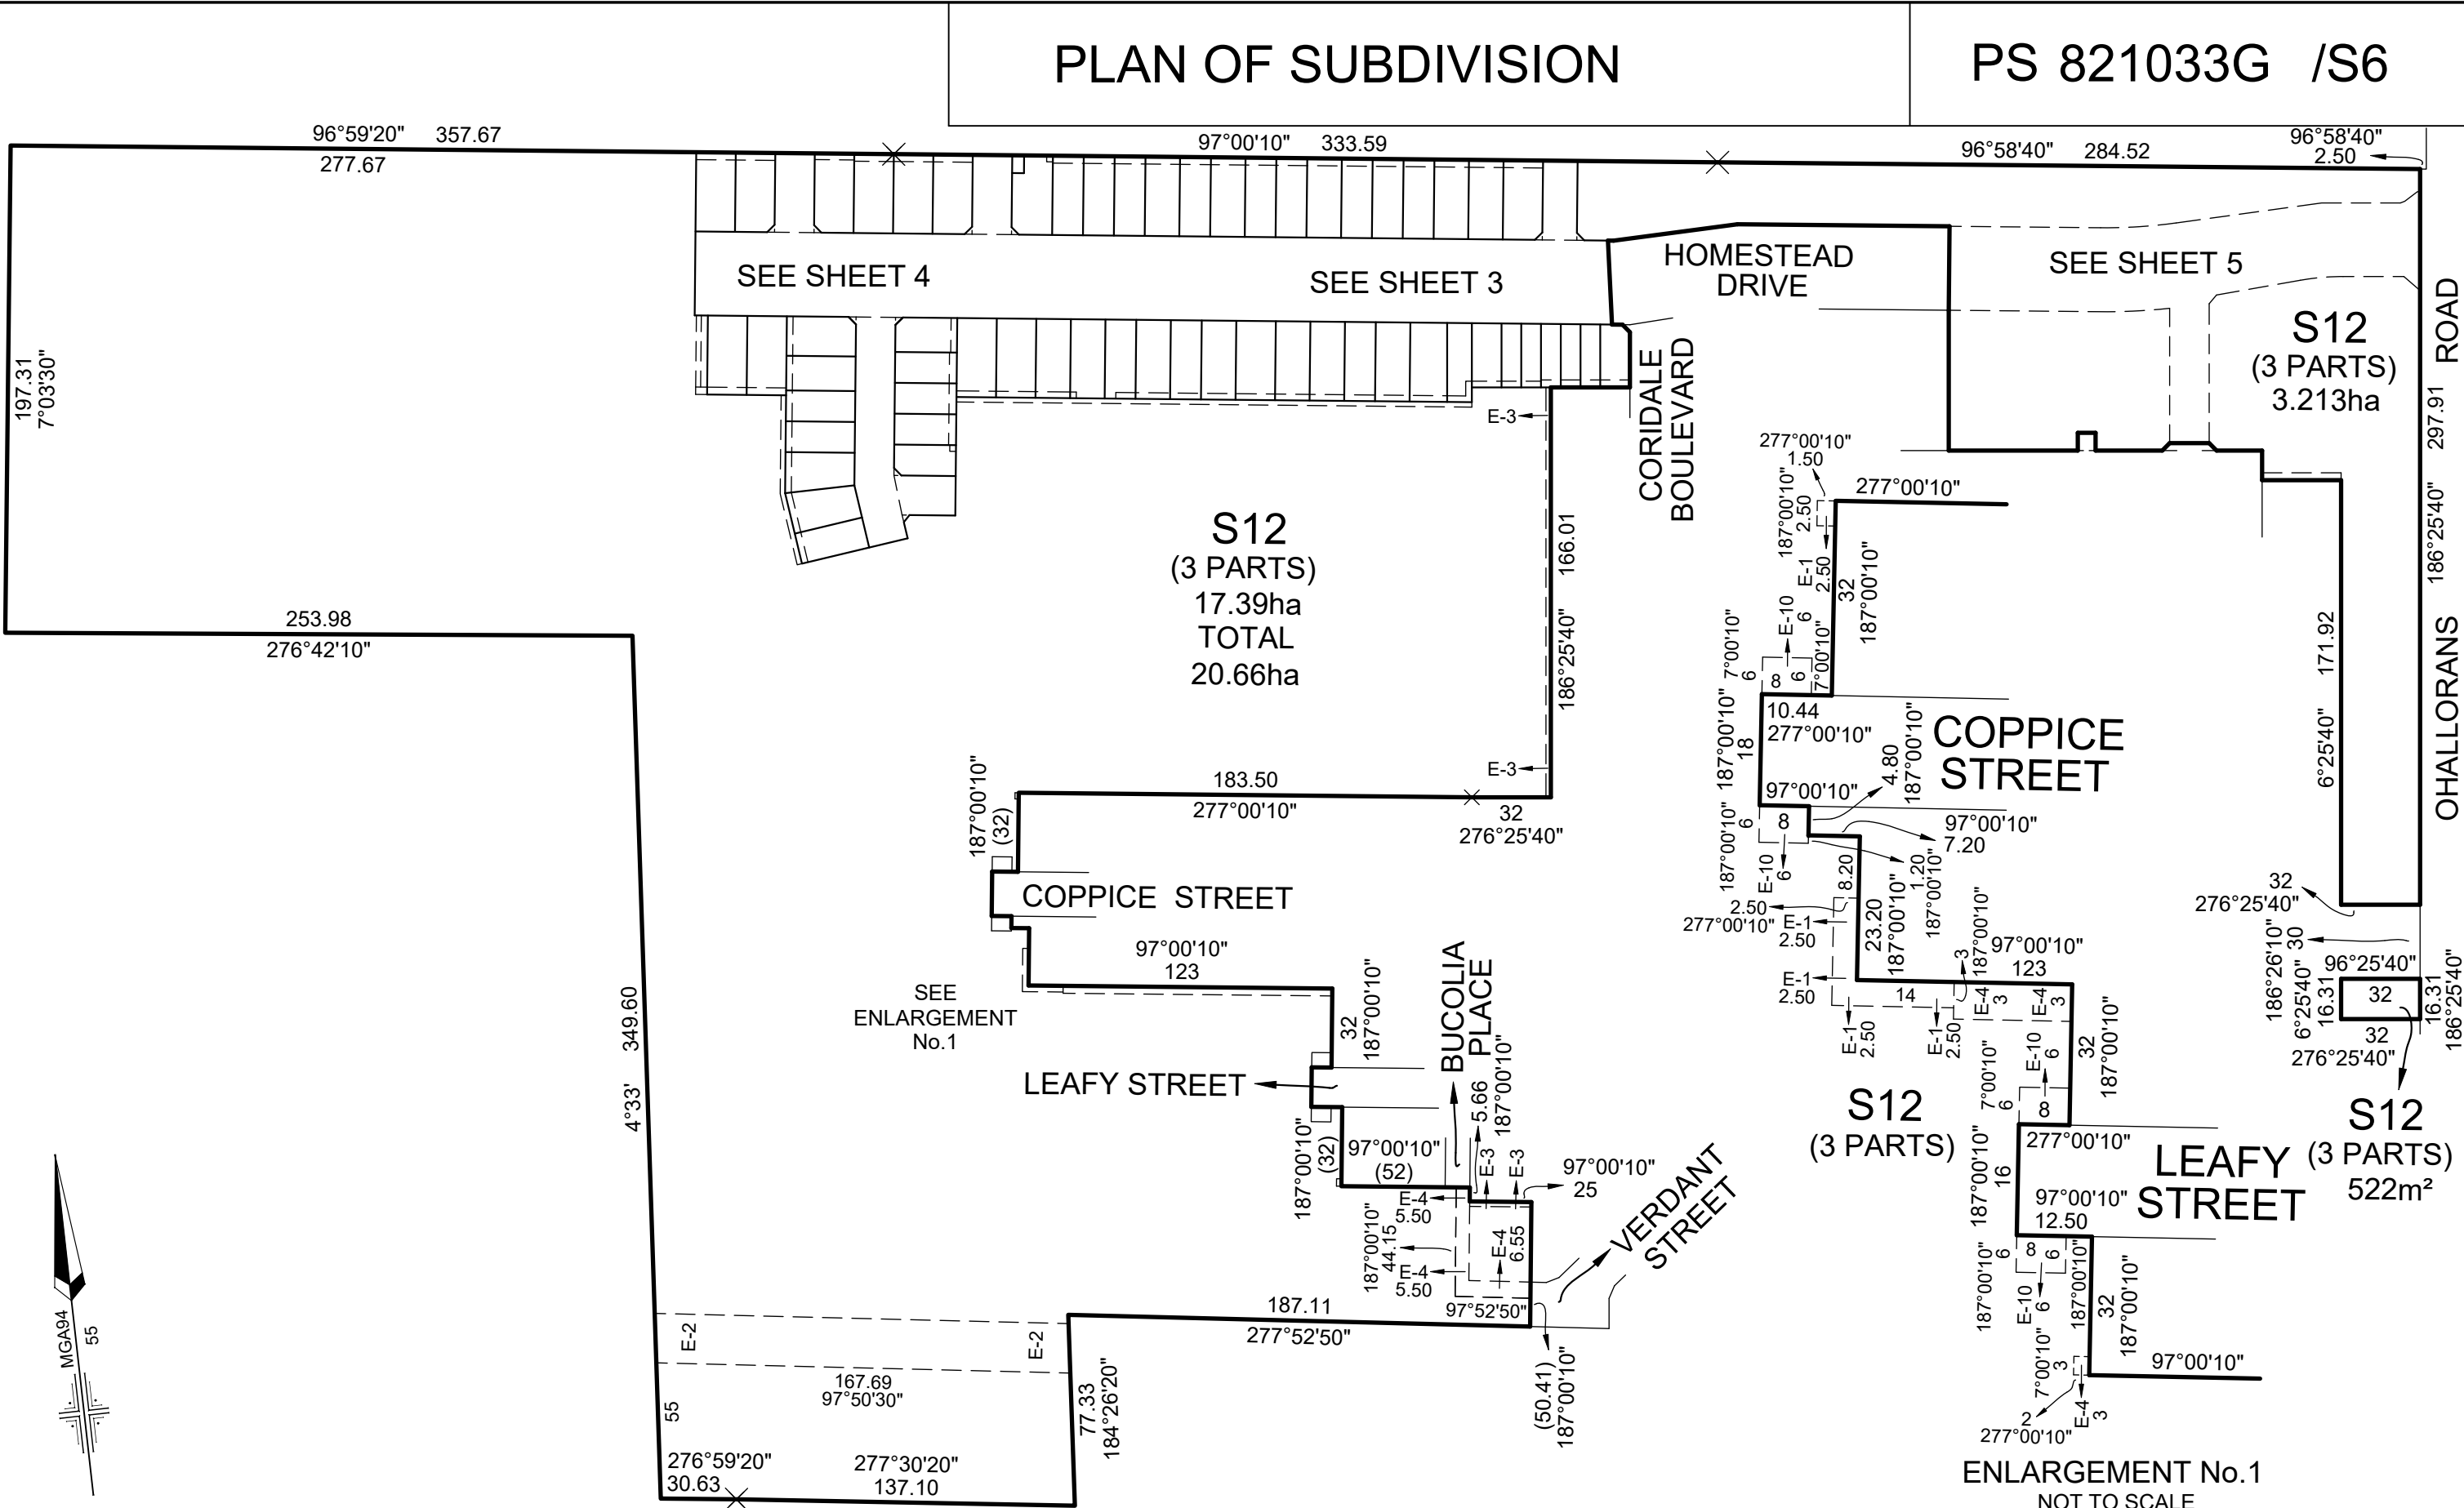 PLAN OF SUBDIVISION
PS 821033G /S6
96°59'20" 357.67
277.67
97°00'10" 333.59
96°58'40" 284.52
96°58'40"
2.50
SEE SHEET 4
SEE SHEET 3
HOMESTEAD
DRIVE
SEE SHEET 5
S12
(3 PARTS)
3.213ha
197.31
7°03'30"
CORIDALE
BOULEVARD
OHALLORANS ROAD
297.91
186°25'40"
E-3
253.98
276°42'10"
S12
(3 PARTS)
17.39ha
TOTAL
20.66ha
166.01
186°25'40"
E-3
183.50
277°00'10"
32
276°25'40"
187°00'10"
(32)
COPPICE STREET
97°00'10"
123
SEE
ENLARGEMENT
No.1
32
187°00'10"
LEAFY STREET
BUCOLIA
PLACE
187°00'10"
(32)
97°00'10"
(52)
5.66
187°00'10"
E-3
E-3
97°00'10"
25
E-4
5.50
187°00'10"
44.15
E-4
5.50
E-4
6.55
VERDANT
STREET
349.60
4°33'
187.11
277°52'50"
97°52'50"
(50.41)
187°00'10"
E-2
E-2
167.69
97°50'30"
55
77.33
184°26'20"
276°59'20"
30.63
277°30'20"
137.10
MGA94
55
277°00'10"
1.50
187°00'10"
2.50
277°00'10"
E-1
2.50
32
187°00'10"
E-10
6
7°00'10"
6
8
6
7°00'10"
10.44
277°00'10"
187°00'10"
18
4.80
187°00'10"
COPPICE
STREET
97°00'10"
187°00'10"
6
8
E-10
6
97°00'10"
7.20
1.20
187°00'10"
8.20
2.50
277°00'10"
E-1
2.50
23.20
187°00'10"
E-1
2.50
14
3
187°00'10"
97°00'10"
123
E-4
3
E-4
3
E-1
2.50
E-1
2.50
E-10
6
32
187°00'10"
7°00'10"
6
8
S12
(3 PARTS)
277°00'10"
187°00'10"
16
LEAFY
STREET
97°00'10"
12.50
187°00'10"
6
8
6
187°00'10"
E-10
6
32
187°00'10"
7°00'10"
3
97°00'10"
2
277°00'10"
E-4
3
ENLARGEMENT No.1
NOT TO SCALE
171.92
6°25'40"
32
276°25'40"
186°26'10"
30
96°25'40"
6°25'40"
16.31
32
16.31
186°25'40"
32
276°25'40"
S12
(3 PARTS)
522m²